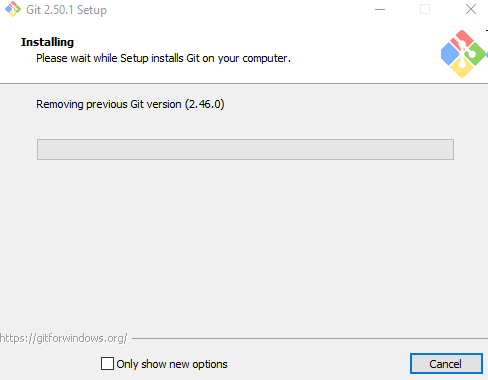 Git 2.50.1 Setup
Installing
Please wait while Setup installs Git on your computer.
Removing previous Git version (2.46.0)
https://gitforwindows.org/
Only show new options
Cancel